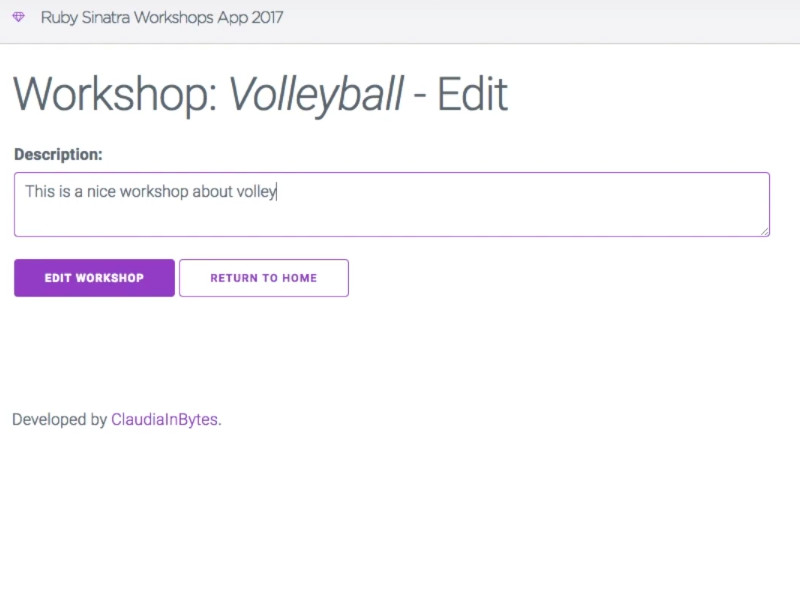 Ruby Sinatra Workshops App 2017
Workshop: Volleyball - Edit
Description:
This is a nice workshop about volley
EDIT WORKSHOP RETURN TO HOME
Developed by ClaudiaInBytes.